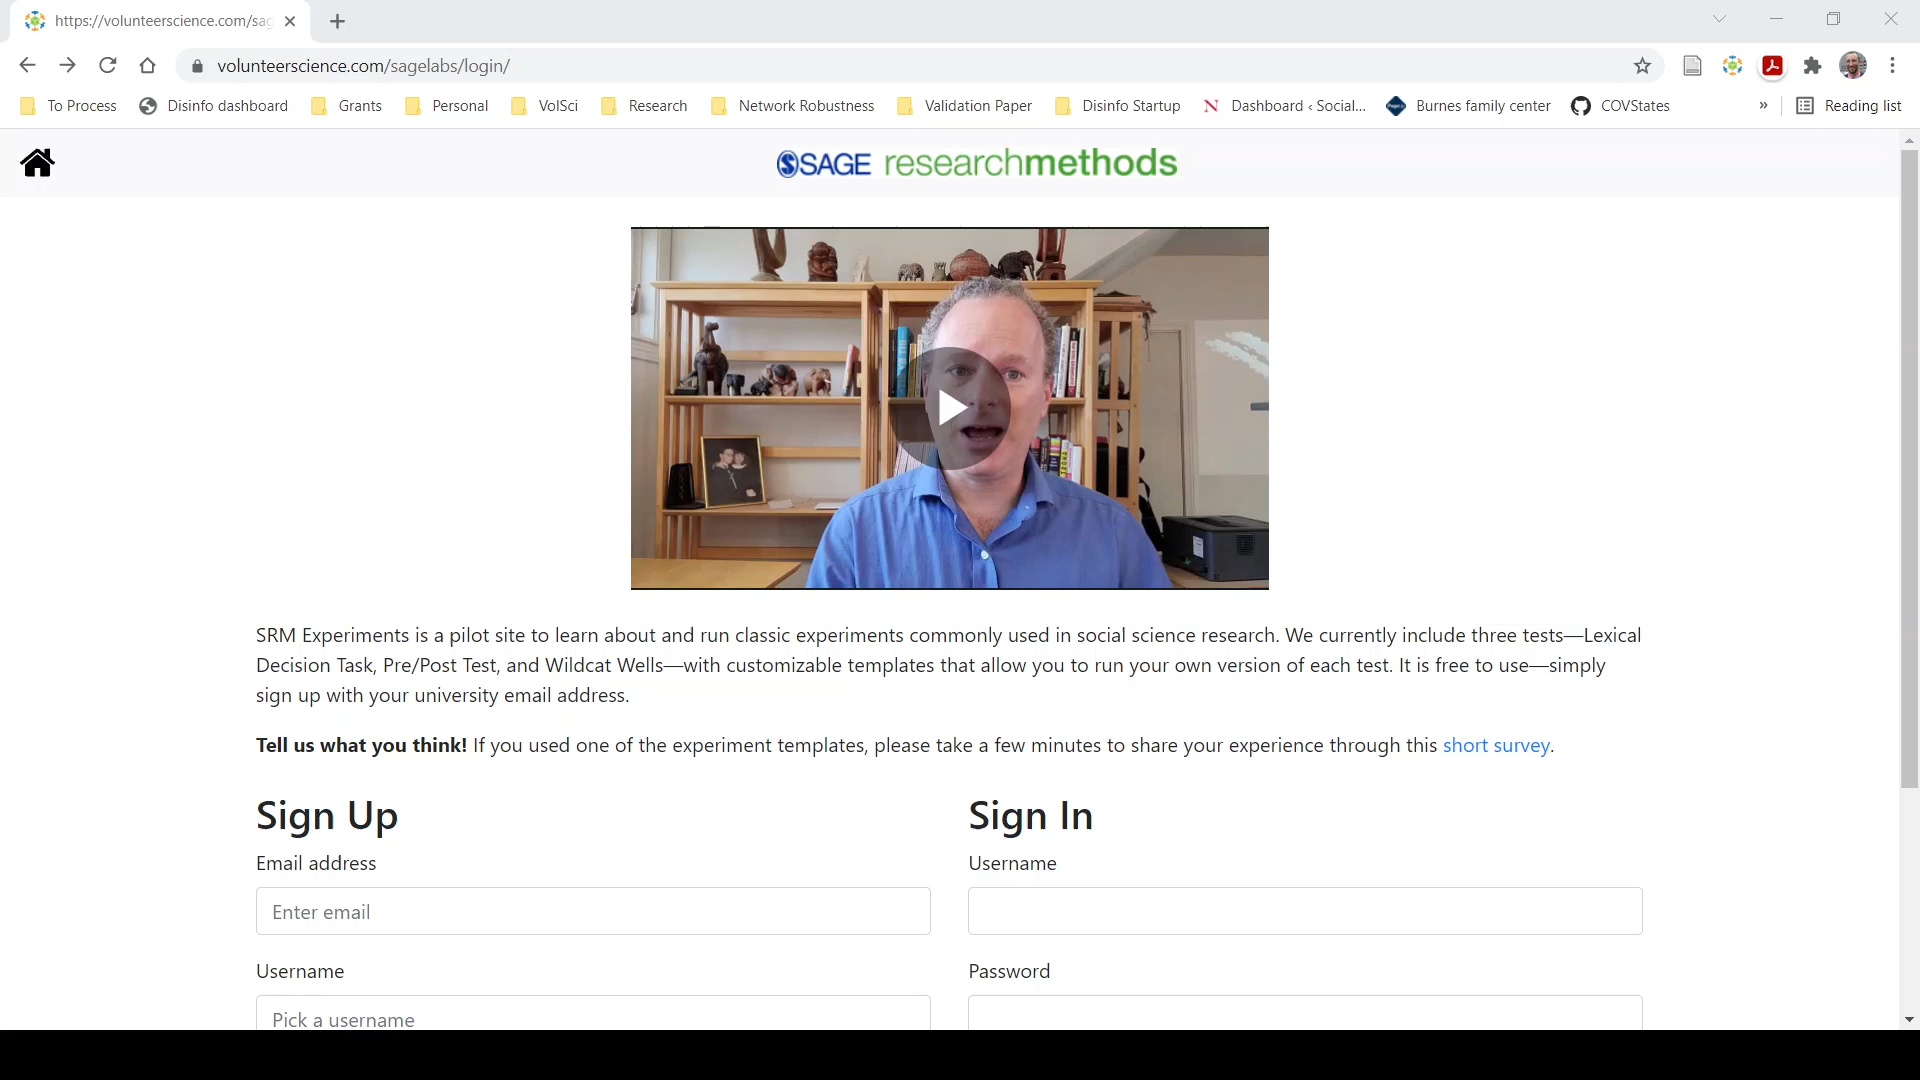 https://volunteerscience.com/sag
volunteerscience.com/sagelabs/login/
To Process Disinfo dashboard Grants Personal VolSci Research Network Robustness Validation Paper Disinfo Startup Dashboard ‹ Social... Burnes family center COVStates » Reading list
SAGE researchmethods
SRM Experiments is a pilot site to learn about and run classic experiments commonly used in social science research. We currently include three tests—Lexical
Decision Task, Pre/Post Test, and Wildcat Wells—with customizable templates that allow you to run your own version of each test. It is free to use—simply
sign up with your university email address.
Tell us what you think! If you used one of the experiment templates, please take a few minutes to share your experience through this short survey.
Sign Up
Email address
Enter email
Username
Pick a username
Sign In
Username
Password